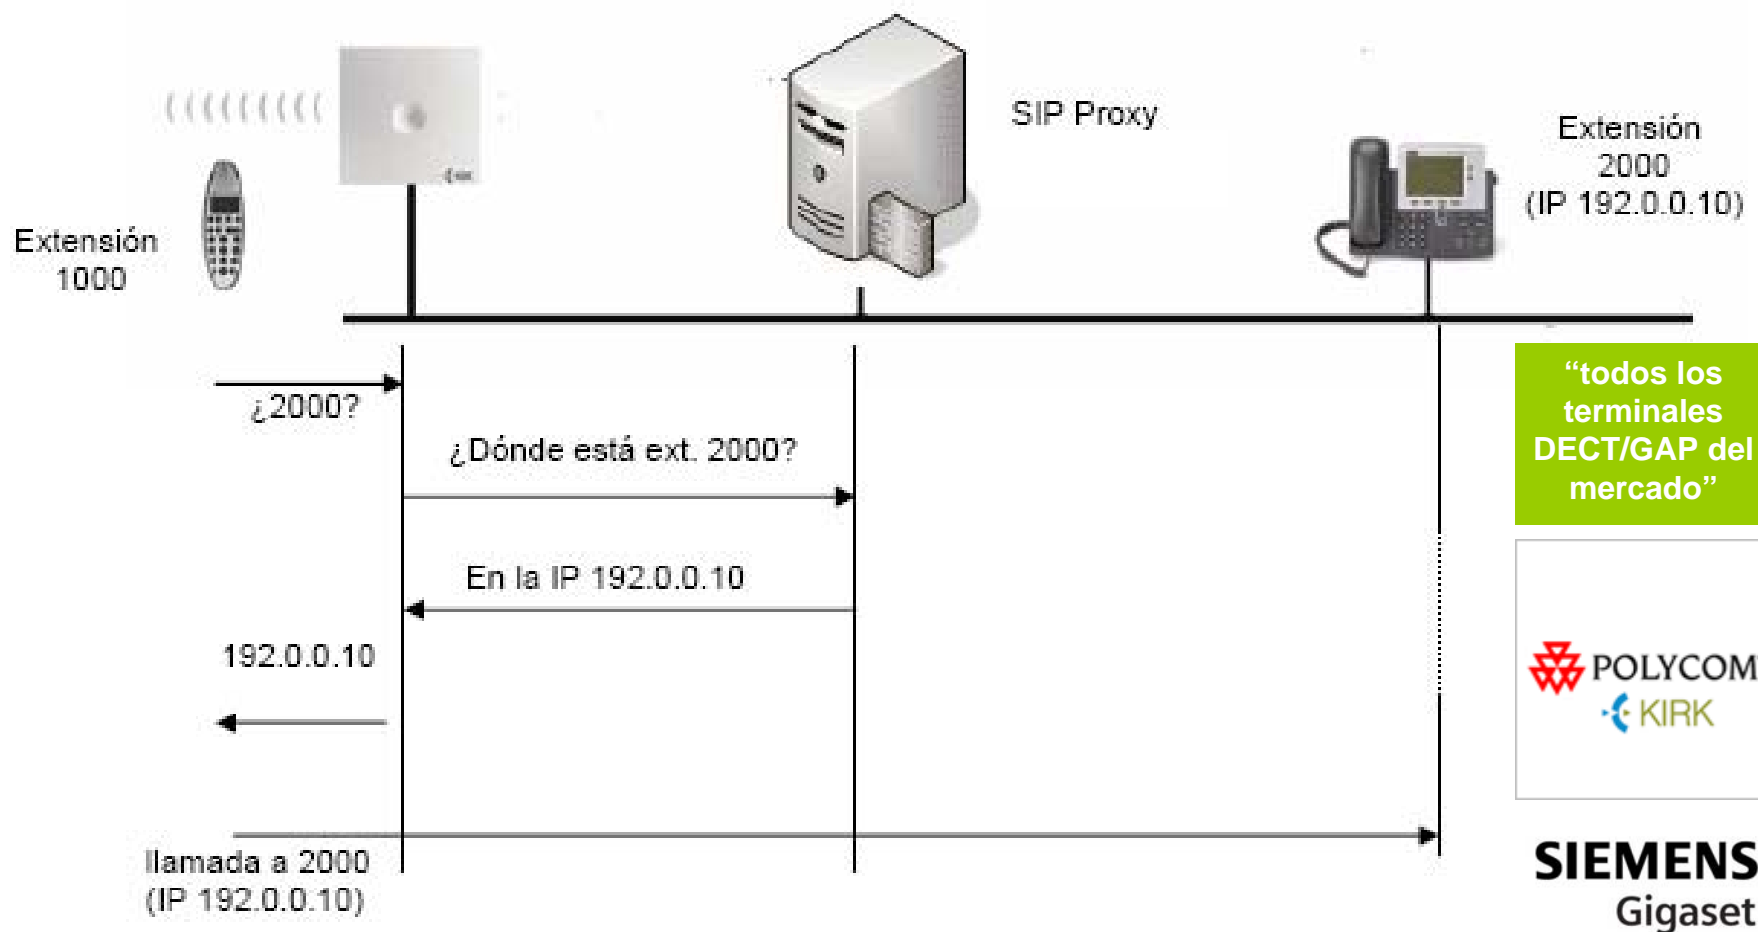 SIP Proxy
Extensión
2000
(IP 192.0.0.10)
KIRK
Extensión
1000
¿2000?
¿Dónde está ext. 2000?
En la IP 192.0.0.10
192.0.0.10
llamada a 2000
(IP 192.0.0.10)
“todos los
terminales
DECT/GAP del
mercado”
POLYCOM
KIRK
SIEMENS
Gigaset